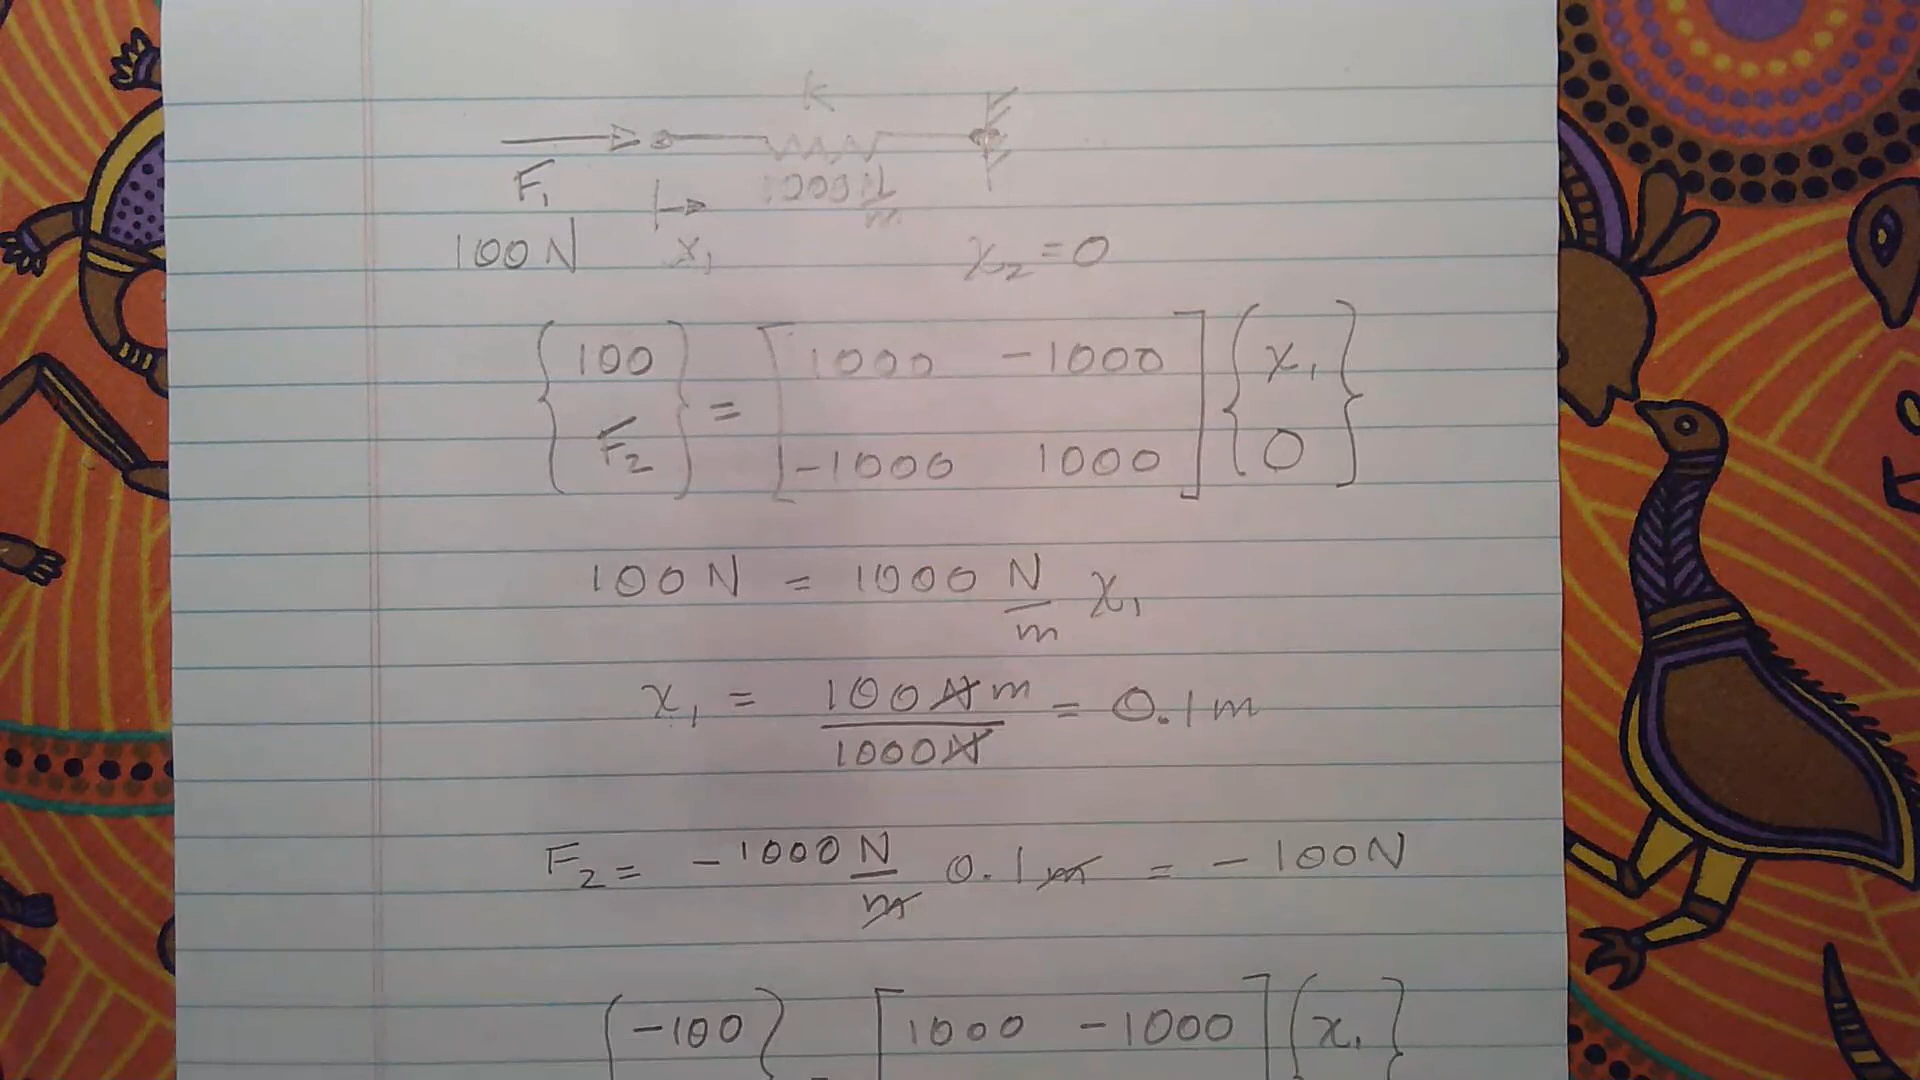 k
F₁ 1000 N/m
100 N x₁ x₂ = 0
{100 F₂} = [1000 -1000 -1000 1000] {x₁ 0}
100 N = 1000 N/m x₁
x₁ = 100 N m / 1000 N = 0.1 m
F₂ = -1000 N/m 0.1 m = -100 N
{-100} = [1000 -1000] {x₁}